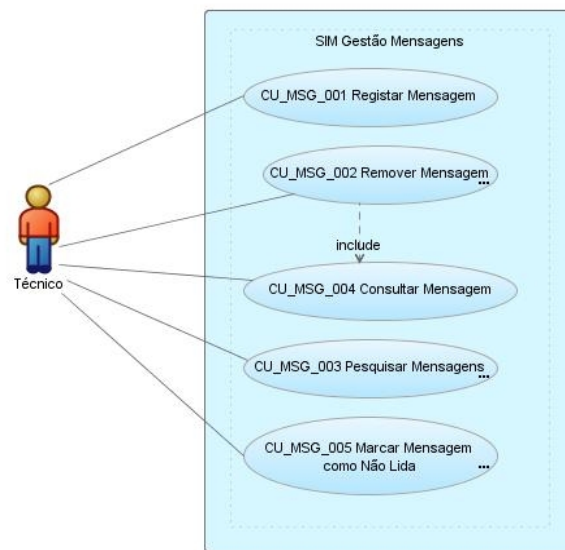 SIM Gestão Mensagens
CU_MSG_001 Registar Mensagem
CU_MSG_002 Remover Mensagem
...
include
CU_MSG_004 Consultar Mensagem
Técnico
CU_MSG_003 Pesquisar Mensagens
...
CU_MSG_005 Marcar Mensagem
como Não Lida
...